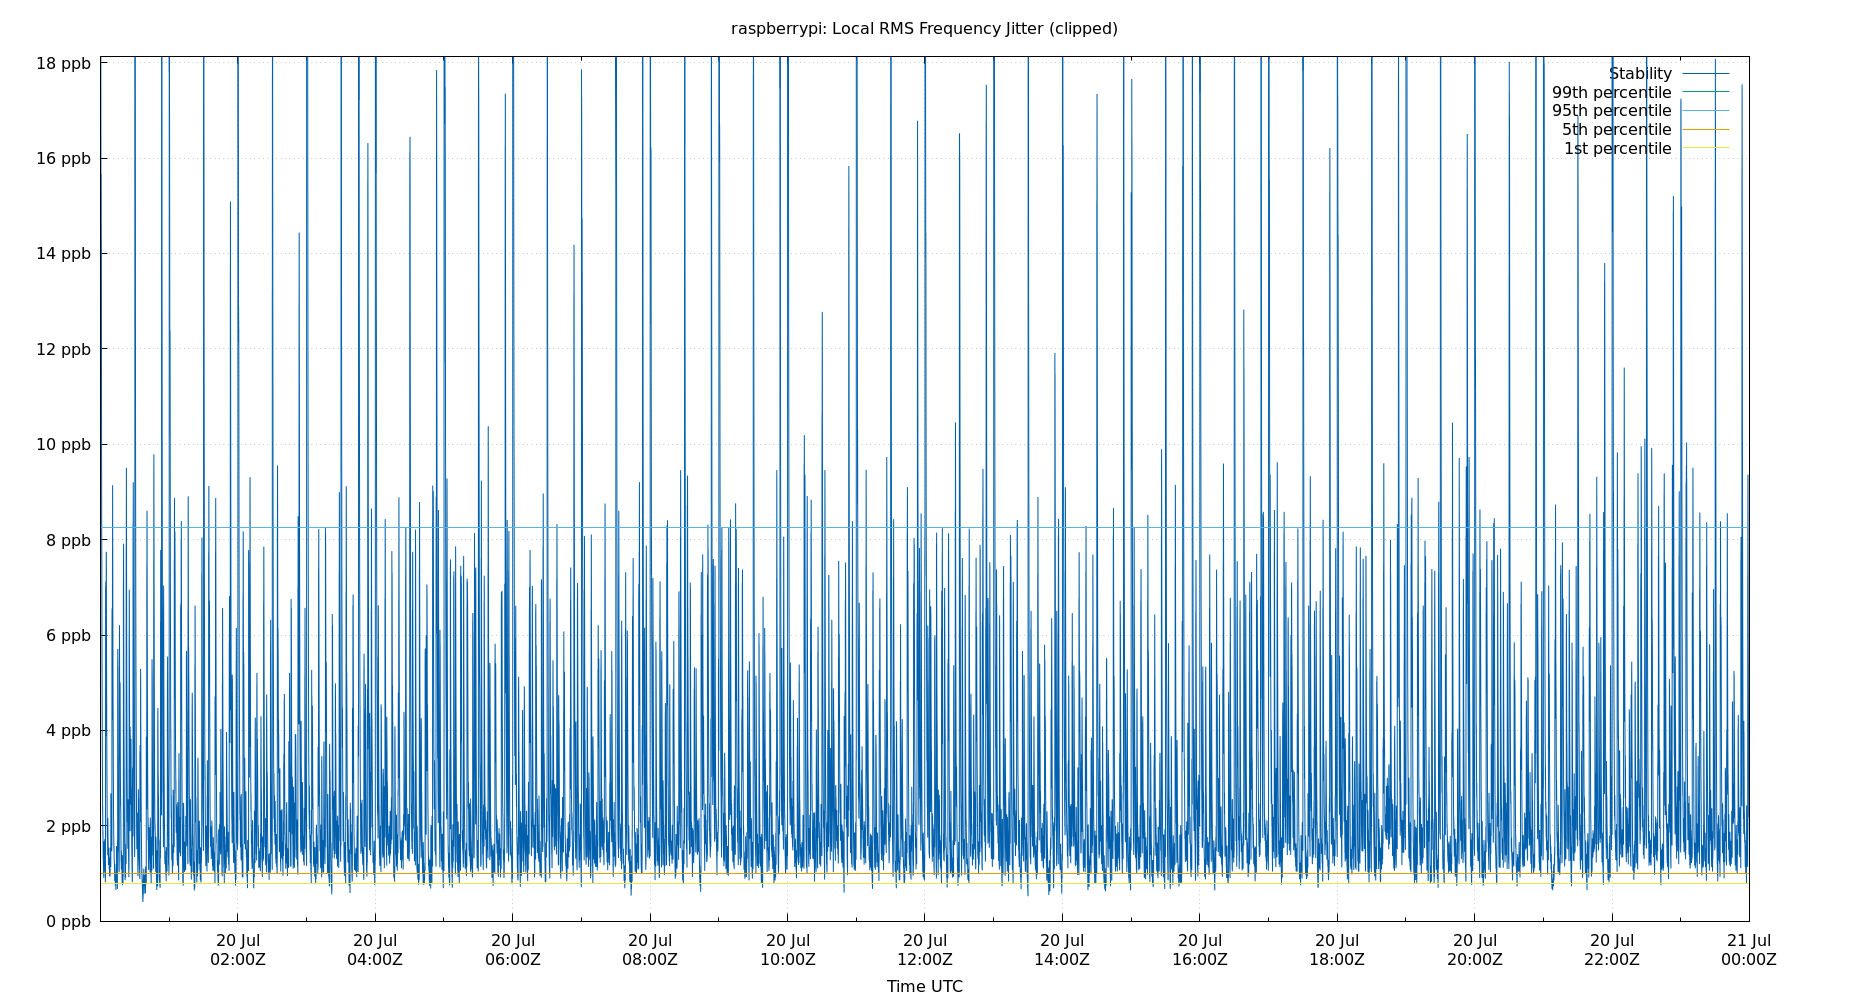 raspberrypi: Local RMS Frequency Jitter (clipped)
18 ppb
16 ppb
14 ppb
12 ppb
10 ppb
8 ppb
6 ppb
4 ppb
2 ppb
0 ppb
Stability
99th percentile
95th percentile
5th percentile
1st percentile
20 Jul 20 Jul 20 Jul 20 Jul 20 Jul 20 Jul 20 Jul 20 Jul 20 Jul 20 Jul 20 Jul 21 Jul
02:00Z 04:00Z 06:00Z 08:00Z 10:00Z 12:00Z 14:00Z 16:00Z 18:00Z 20:00Z 22:00Z 00:00Z
Time UTC